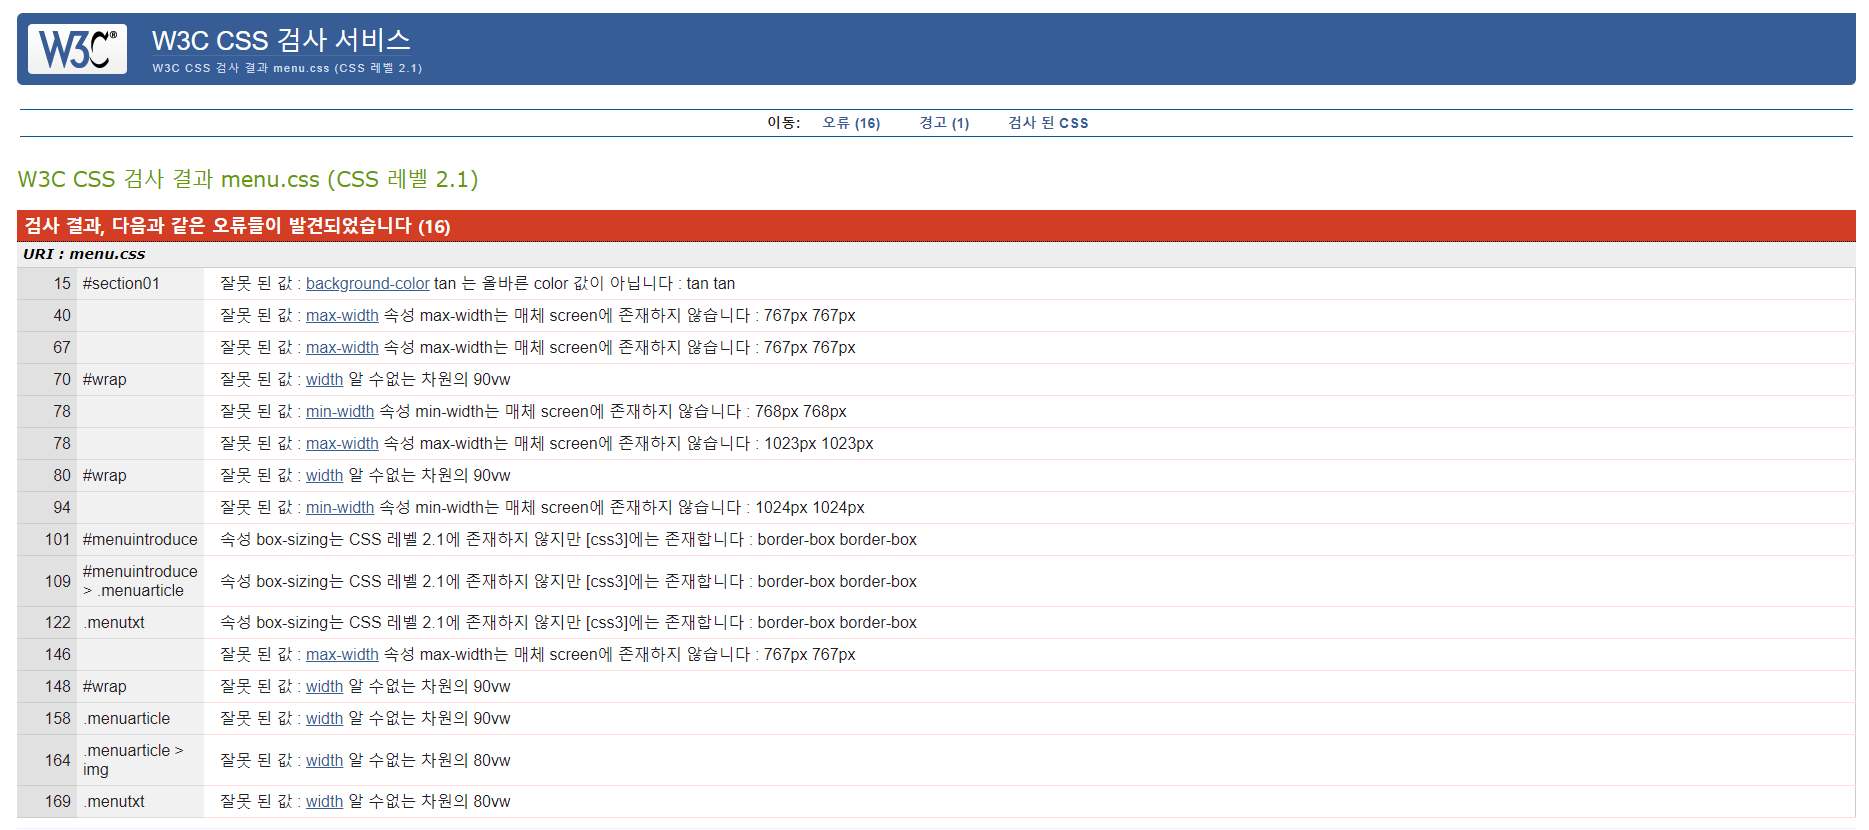 W3C®
W3C CSS 검사 서비스
W3C CSS 검사 결과 menu.css (CSS 레벨 2.1)
이동: 오류 (16) 경고 (1) 검사 된 CSS
W3C CSS 검사 결과 menu.css (CSS 레벨 2.1)
검사 결과, 다음과 같은 오류들이 발견되었습니다 (16)
URI : menu.css
15 #section01 잘못 된 값 : background-color tan 는 올바른 color 값이 아닙니다 : tan tan
40 잘못 된 값 : max-width 속성 max-width는 매체 screen에 존재하지 않습니다 : 767px 767px
67 잘못 된 값 : max-width 속성 max-width는 매체 screen에 존재하지 않습니다 : 767px 767px
70 #wrap 잘못 된 값 : width 알 수없는 차원의 90vw
78 잘못 된 값 : min-width 속성 min-width는 매체 screen에 존재하지 않습니다 : 768px 768px
78 잘못 된 값 : max-width 속성 max-width는 매체 screen에 존재하지 않습니다 : 1023px 1023px
80 #wrap 잘못 된 값 : width 알 수없는 차원의 90vw
94 잘못 된 값 : min-width 속성 min-width는 매체 screen에 존재하지 않습니다 : 1024px 1024px
101 #menuintroduce 속성 box-sizing는 CSS 레벨 2.1에 존재하지 않지만 [css3]에는 존재합니다 : border-box border-box
109 #menuintroduce
> .menuarticle 속성 box-sizing는 CSS 레벨 2.1에 존재하지 않지만 [css3]에는 존재합니다 : border-box border-box
122 .menutxt 속성 box-sizing는 CSS 레벨 2.1에 존재하지 않지만 [css3]에는 존재합니다 : border-box border-box
146 잘못 된 값 : max-width 속성 max-width는 매체 screen에 존재하지 않습니다 : 767px 767px
148 #wrap 잘못 된 값 : width 알 수없는 차원의 90vw
158 .menuarticle 잘못 된 값 : width 알 수없는 차원의 90vw
164 .menuarticle >
img 잘못 된 값 : width 알 수없는 차원의 80vw
169 .menutxt 잘못 된 값 : width 알 수없는 차원의 80vw